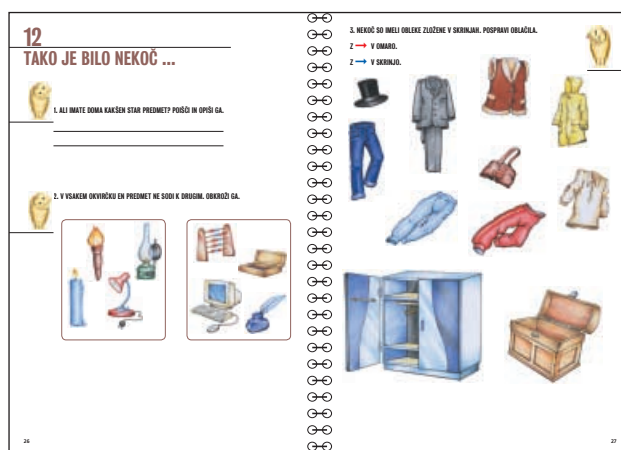 12
TAKO JE BILO NEKOČ ...
1. ALI IMATE DOMA KAKŠEN STAR PREDMET? POIŠČI IN OPIŠI GA.
2. V VSAKEM OKVIRČKU EN PREDMET NE SODI K DRUGIM. OBKROŽI GA.
26
3. NEKOČ SO IMELI OBLEKE ZLOŽENE V SKRINJAH. POSPRAVI OBLAČILA.
Z → V OMARO.
Z → V SKRINJO.
27